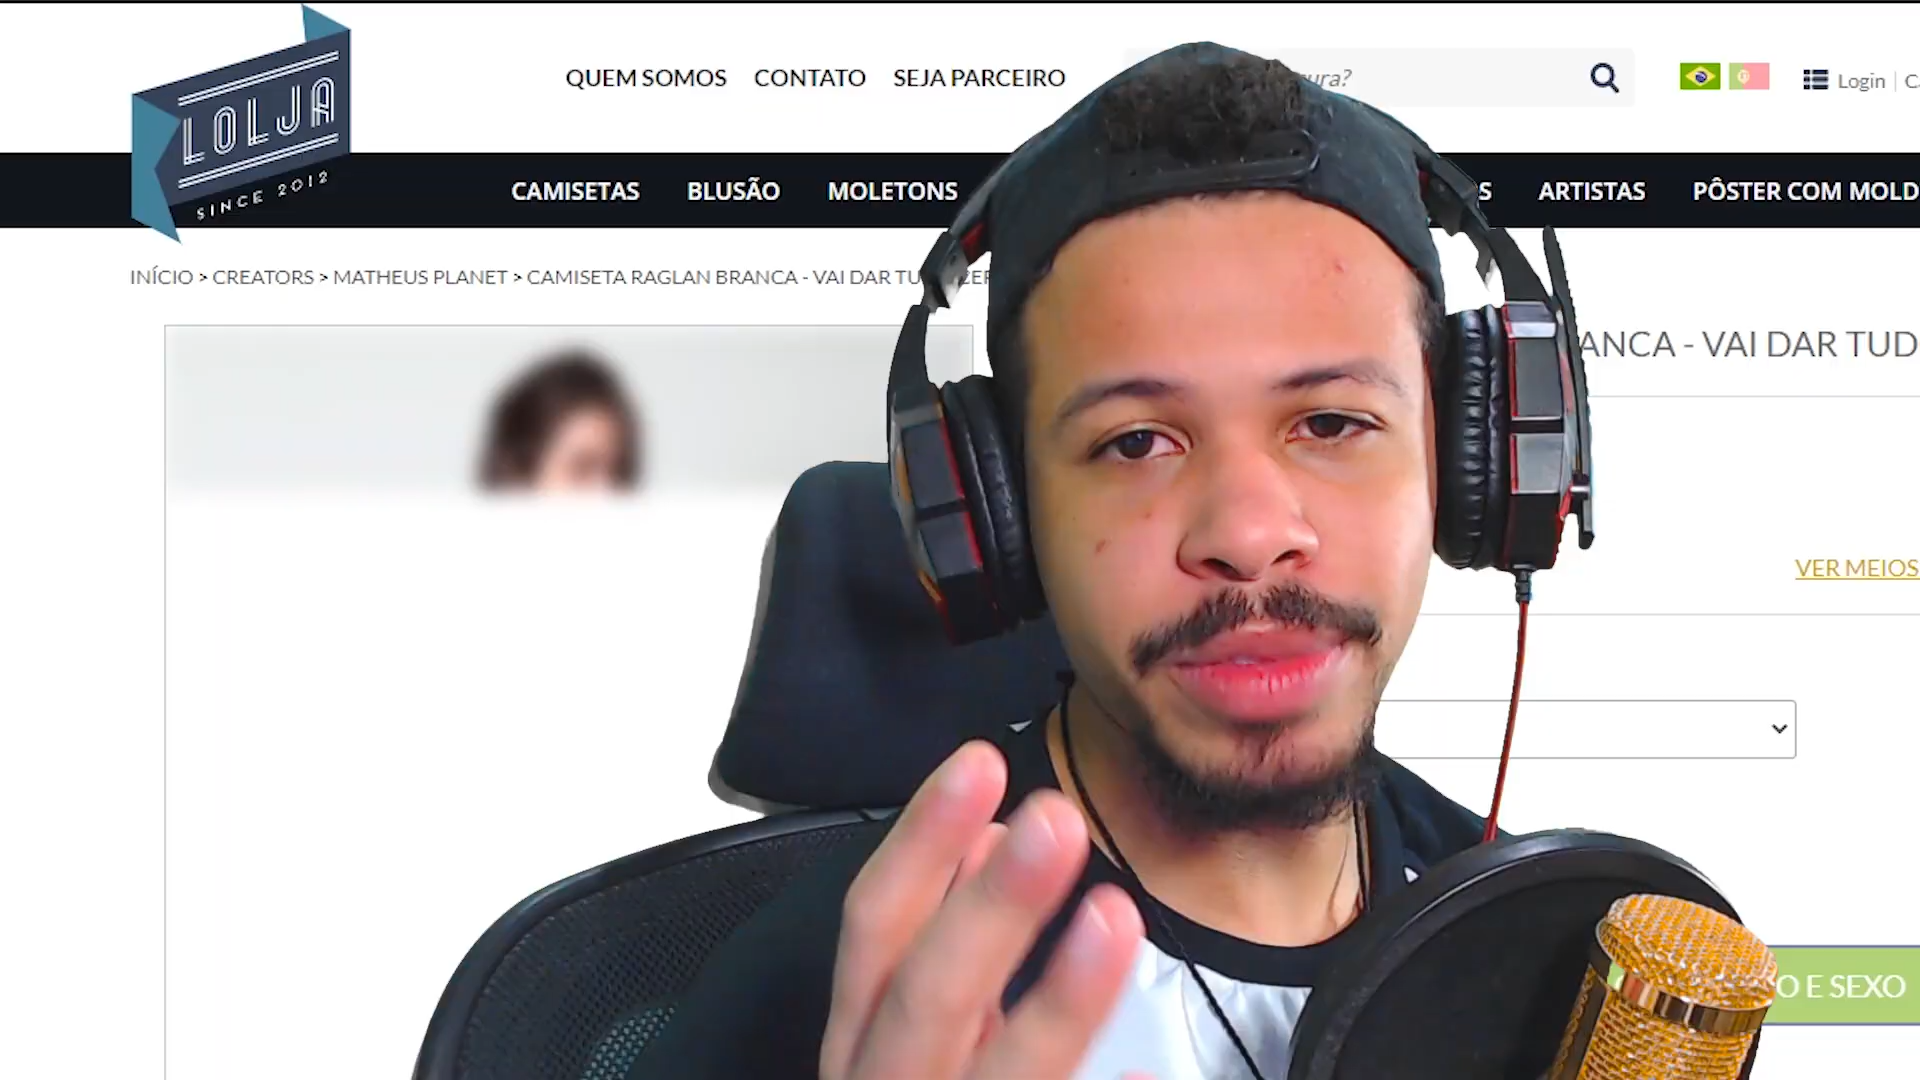 LOLJA
SINCE 2012
QUEM SOMOS CONTATO SEJA PARCEIRO
Login
CAMISETAS BLUSÃO MOLETONS ARTISTAS PÔSTER COM MOLD
INÍCIO > CREATORS > MATHEUS PLANET > CAMISETA RAGLAN BRANCA - VAI DAR TU
ANCA - VAI DAR TUD
VER MEIOS
O E SEXO